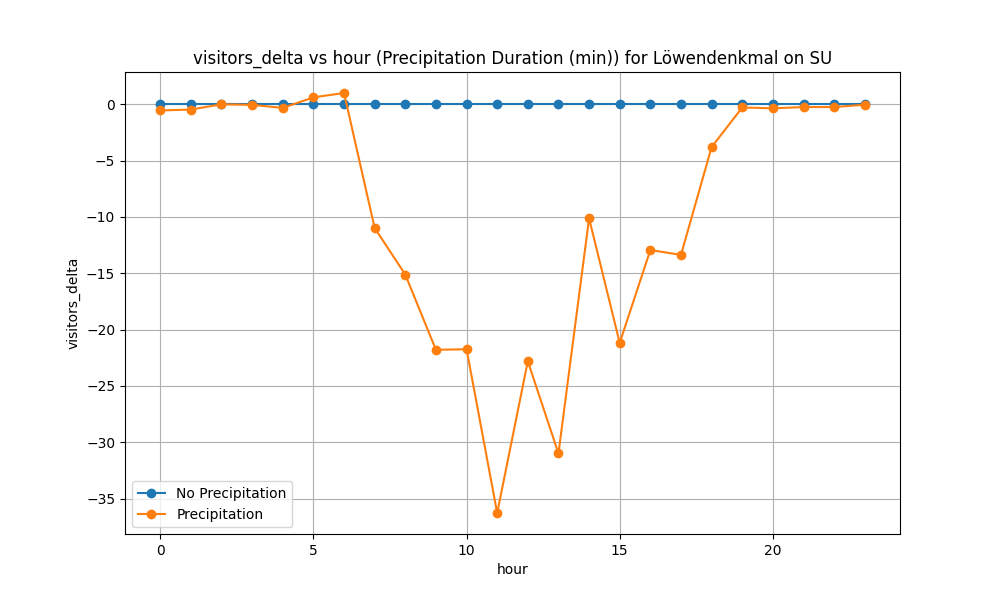 visitors_delta vs hour (Precipitation Duration (min)) for Löwendenkmal on SU
visitors_delta
0
−5
−10
−15
−20
−25
−30
−35
No Precipitation
Precipitation
0 5 10 15 20
hour